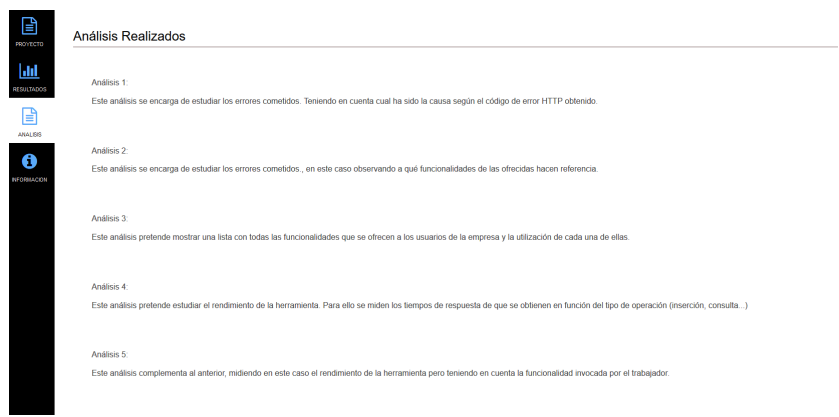 PROYECTO
RESULTADOS
ANALISIS
INFORMACION
Análisis Realizados
Análisis 1:
Este análisis se encarga de estudiar los errores cometidos. Teniendo en cuenta cual ha sido la causa según el código de error HTTP obtenido.
Análisis 2:
Este análisis se encarga de estudiar los errores cometidos., en este caso observando a qué funcionalidades de las ofrecidas hacen referencia.
Análisis 3:
Este análisis pretende mostrar una lista con todas las funcionalidades que se ofrecen a los usuarios de la empresa y la utilización de cada una de ellas.
Análisis 4:
Este análisis pretende estudiar el rendimiento de la herramienta. Para ello se miden los tiempos de respuesta de que se obtienen en función del tipo de operación (inserción, consulta...)
Análisis 5:
Este análisis complementa al anterior, midiendo en este caso el rendimiento de la herramienta pero teniendo en cuenta la funcionalidad invocada por el trabajador.